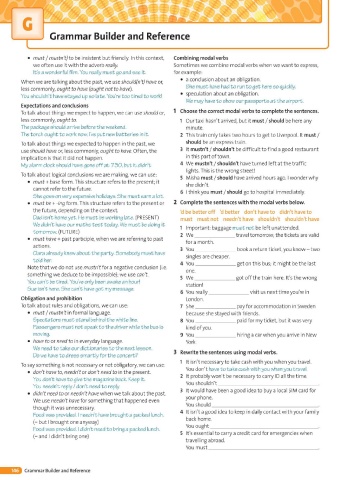 G
Grammar Builder and Reference
• must / mustn't) to be insistent but friendly. In this context,
we often use it with the adverb really.
It's a wonderful film. You really must go and see it.
When we are talking about the past, we use shouldn't) have or,
less commonly, ought to have (ought not to have).
You shouldn't have stayed up so late. You're too tired to work!
Expectations and conclusions
To talk about things we expect to happen, we can use should or,
less commonly, ought to.
The package should arrive before the weekend.
The torch ought to work now. I've put new batteries in it.
To talk about things we expected to happen in the past, we
use should have or, less commonly, ought to have. Often, the
implication is that it did not happen.
My alarm clock should have gone off at 7.30, but it didn't.
To talk about logical conclusions we are making, we can use:
• must + base form. This structure refers to the present; it
cannot refer to the future.
She goes on very expensive holidays. She must earn a lot.
• must be + -ing form. This structure refers to the present or
the future, depending on the context.
Dad isn't home yet. He must be working late. (PRESENT)
We didn't have our maths test today. We must be doing it
tomorrow. (FUTURE)
• must have + past participle, when we are referring to past
actions.
Clara already knew about the party. Somebody must have
told her.
Note that we do not use mustn't for a negative conclusion (i.e.
something we deduce to be impossible); we use can't.
You can't be tired. You've only been awake an hour!
Sue isn't here. She can't have got my message.
Obligation and prohibition
To talk about rules and obligations, we can use:
• must / mustn't in formal language.
Spectators must stand behind the white line.
Passengers must not speak to the driver while the bus is
moving.
• have to or need to in everyday language.
We need to take our dictionaries to the next lesson.
Do we have to dress smartly for the concert?
To say something is not necessary or not obligatory, we can use:
• don't have to, needn't or don't need to in the present.
You don't have to give the magazine back. Keep it.
You needn't reply. / don't need to reply.
• didn't need to or needn't have when we talk about the past.
We use needn't have for something that happened even
though it was unnecessary.
Food was provided. I needn't have brought a packed lunch.
(= but I brought one anyway)
Food was provided. I didn't need to bring a packed lunch.
(= and I didn't bring one)
Combining modal verbs
Sometimes we combine modal verbs when we want to express,
for example:
• a conclusion about an obligation.
She must have had to run to get here so quickly.
• speculation about an obligation.
We may have to show our passports at the airport.
1 Choose the correct modal verb to complete the sentences.
1 Our taxi hasn't arrived, but it must / should be here any
minute.
2 This train only takes two hours to get to Liverpool. It must /
should be an express train.
3 It mustn't / shouldn't be difficult to find a good restaurant
in this part of town.
4 We mustn't / shouldn't have turned left at the traffic
lights. This is the wrong street!
5 Misha must / should have arrived hours ago. I wonder why
she didn't.
6 I think you must / should go to hospital immediately.
2 Complete the sentences with the modal verbs below.
'd be better off 'd better don't have to didn't have to
must must not needn't have shouldn't shouldn't have
1 Important: baggage must not be left unattended.
2 We ______ travel tomorrow; the tickets are valid
for a month.
3 You ______ book a return ticket, you know – two
singles are cheaper.
4 You ______ get on this bus; it might be the last
one.
5 We ______ got off the train here. It's the wrong
station!
6 You really ______ visit us next time you're in
London.
7 She ______ pay for accommodation in Sweden
because she stayed with friends.
8 You ______ paid for my ticket, but it was very
kind of you.
9 You ______ hiring a car when you arrive in New
York.
3 Rewrite the sentences using modal verbs.
1 It isn't necessary to take cash with you when you travel.
You don't have to take cash with you when you travel.
2 It probably won't be necessary to carry ID all the time.
You shouldn't ______
3 It would have been a good idea to buy a local SIM card for
your phone.
You should ______
4 It isn't a good idea to keep in daily contact with your family
back home.
You ought ______
5 It's essential to carry a credit card for emergencies when
travelling abroad.
You must ______
Grammar Builder and Reference